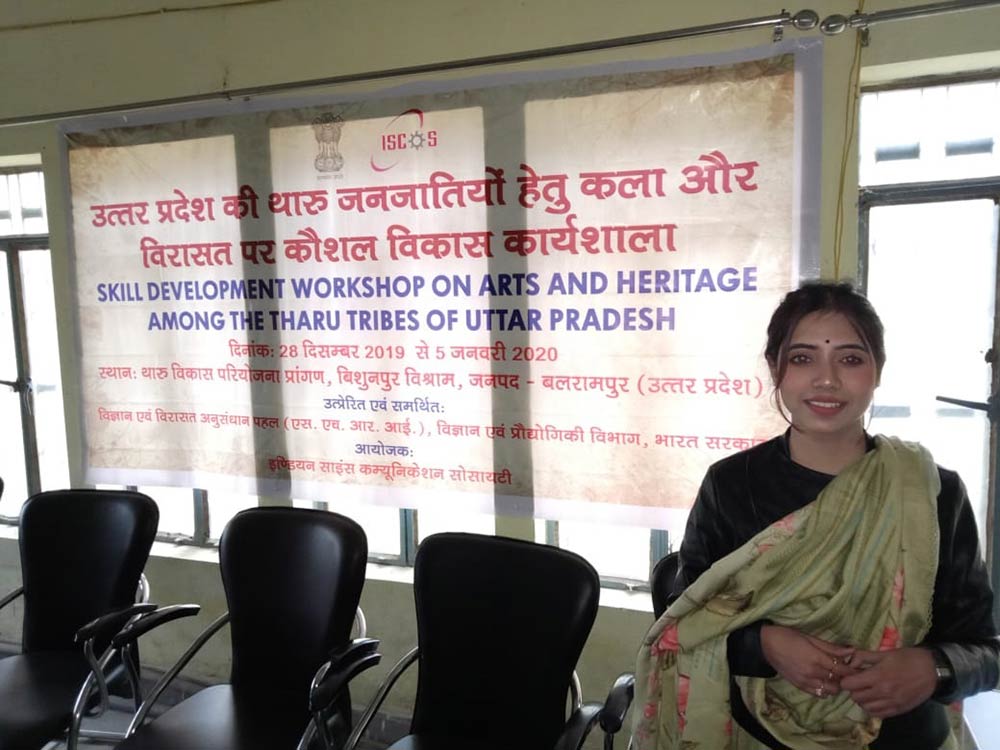 ISCOS
उत्तर प्रदेश की थारु जनजातियों हेतु कला और
विरासत पर कौशल विकास कार्यशाला
SKILL DEVELOPMENT WORKSHOP ON ARTS AND HERITAGE
AMONG THE THARU TRIBES OF UTTAR PRADESH
दिनांक: 28 दिसम्बर 2019 से 5 जनवरी 2020
स्थान: थारु विकास परियोजना प्रांगण, बिशुनपुर विश्राम, जनपद - बलरामपुर (उत्तर प्रदेश)
उत्प्रेरित एवं समर्थित:
विज्ञान एवं विरासत अनुसंधान पहल (एस. एच. आर. आई.), विज्ञान एवं प्रौद्योगिकी विभाग, भारत सरका
आयोजक:
इण्डियन साइंस कम्यूनिकेशन सोसायटी